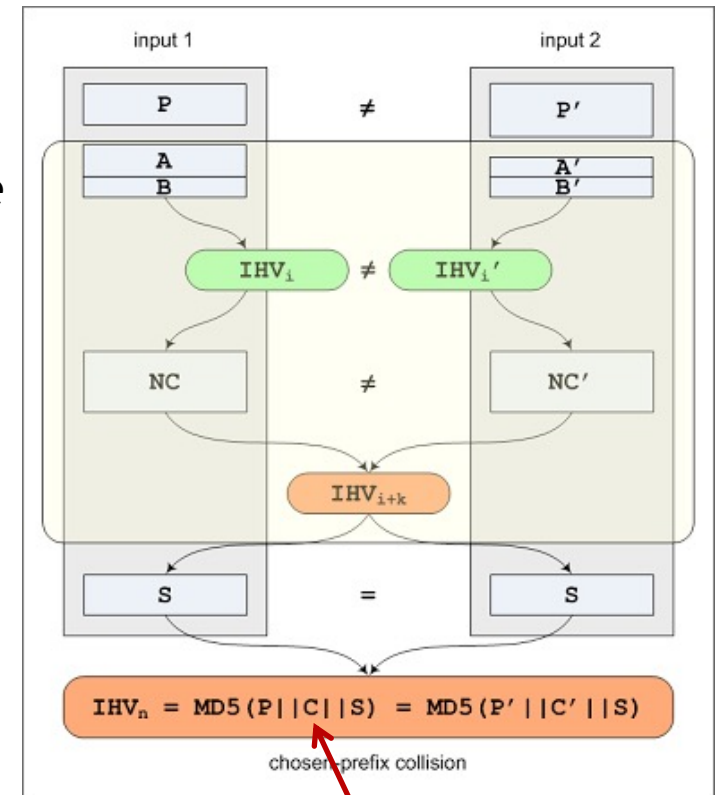 input 1 input 2
P ≠ P′
A A′
B B′
e
IHVᵢ ≠ IHVᵢ′
NC ≠ NC′
IHVᵢ₊ₖ
S = S
IHVₙ = MD5(P||C||S) = MD5(P′||C′||S)
chosen-prefix collision